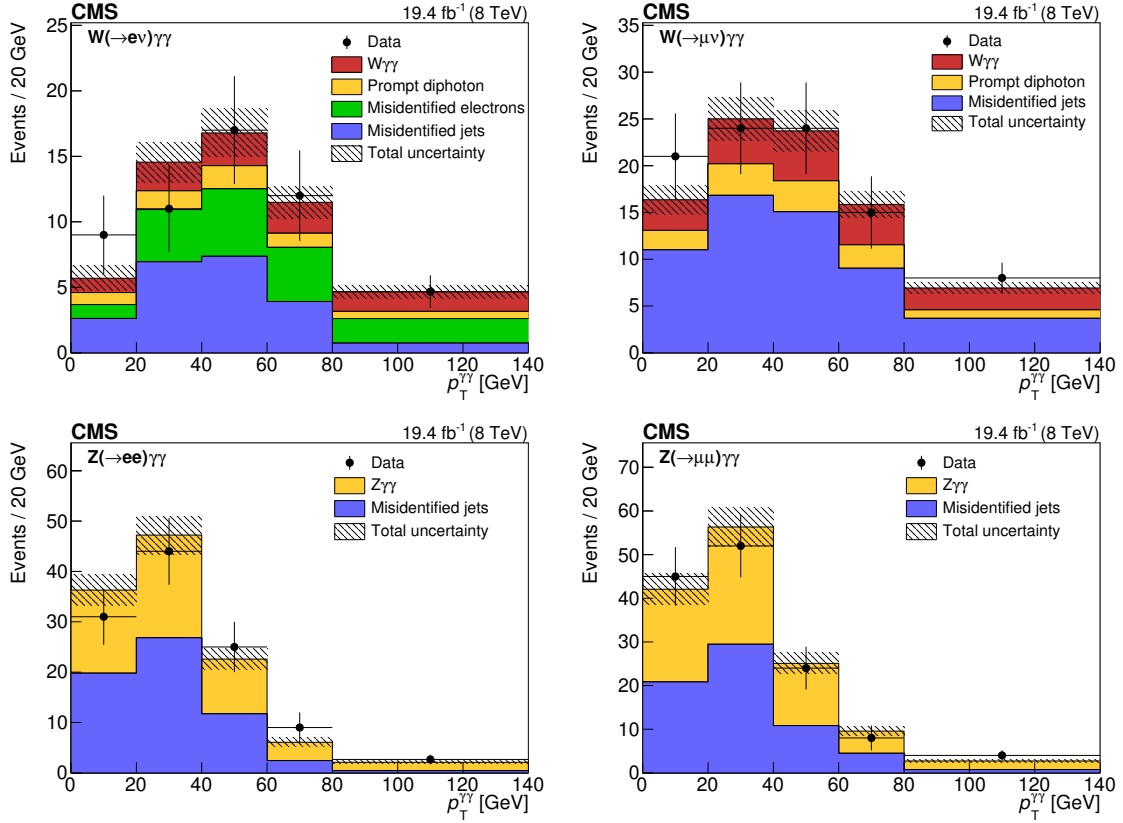 CMS
19.4 fb⁻¹ (8 TeV)
W(→eν)γγ
Data
Wγγ
Prompt diphoton
Misidentified electrons
Misidentified jets
Total uncertainty
Events / 20 GeV
25
20
15
10
5
0
0 20 40 60 80 100 120 140
p_T^γγ [GeV]
CMS
19.4 fb⁻¹ (8 TeV)
W(→μν)γγ
Data
Wγγ
Prompt diphoton
Misidentified jets
Total uncertainty
Events / 20 GeV
35
30
25
20
15
10
5
0
0 20 40 60 80 100 120 140
p_T^γγ [GeV]
CMS
19.4 fb⁻¹ (8 TeV)
Z(→ee)γγ
Data
Zγγ
Misidentified jets
Total uncertainty
Events / 20 GeV
60
50
40
30
20
10
0
0 20 40 60 80 100 120 140
p_T^γγ [GeV]
CMS
19.4 fb⁻¹ (8 TeV)
Z(→μμ)γγ
Data
Zγγ
Misidentified jets
Total uncertainty
Events / 20 GeV
70
60
50
40
30
20
10
0
0 20 40 60 80 100 120 140
p_T^γγ [GeV]